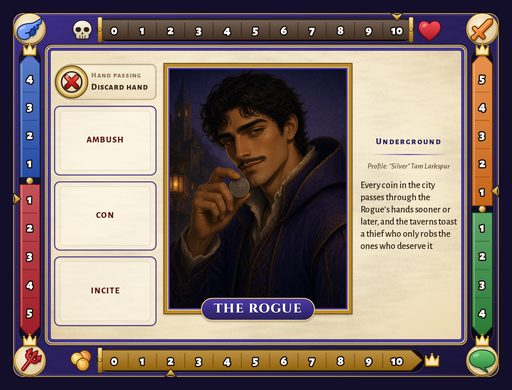 0 1 2 3 4 5 6 7 8 9 10
4
3
2
1
1
2
3
4
5
HAND PASSING
DISCARD HAND
AMBUSH
CON
INCITE
THE ROGUE
UNDERGROUND
Profile: "Silver" Tam Larkspur
Every coin in the city
passes through the
Rogue's hands sooner or
later, and the taverns toast
a thief who only robs the
ones who deserve it
5
4
3
2
1
1
2
3
4
0 1 2 3 4 5 6 7 8 9 10